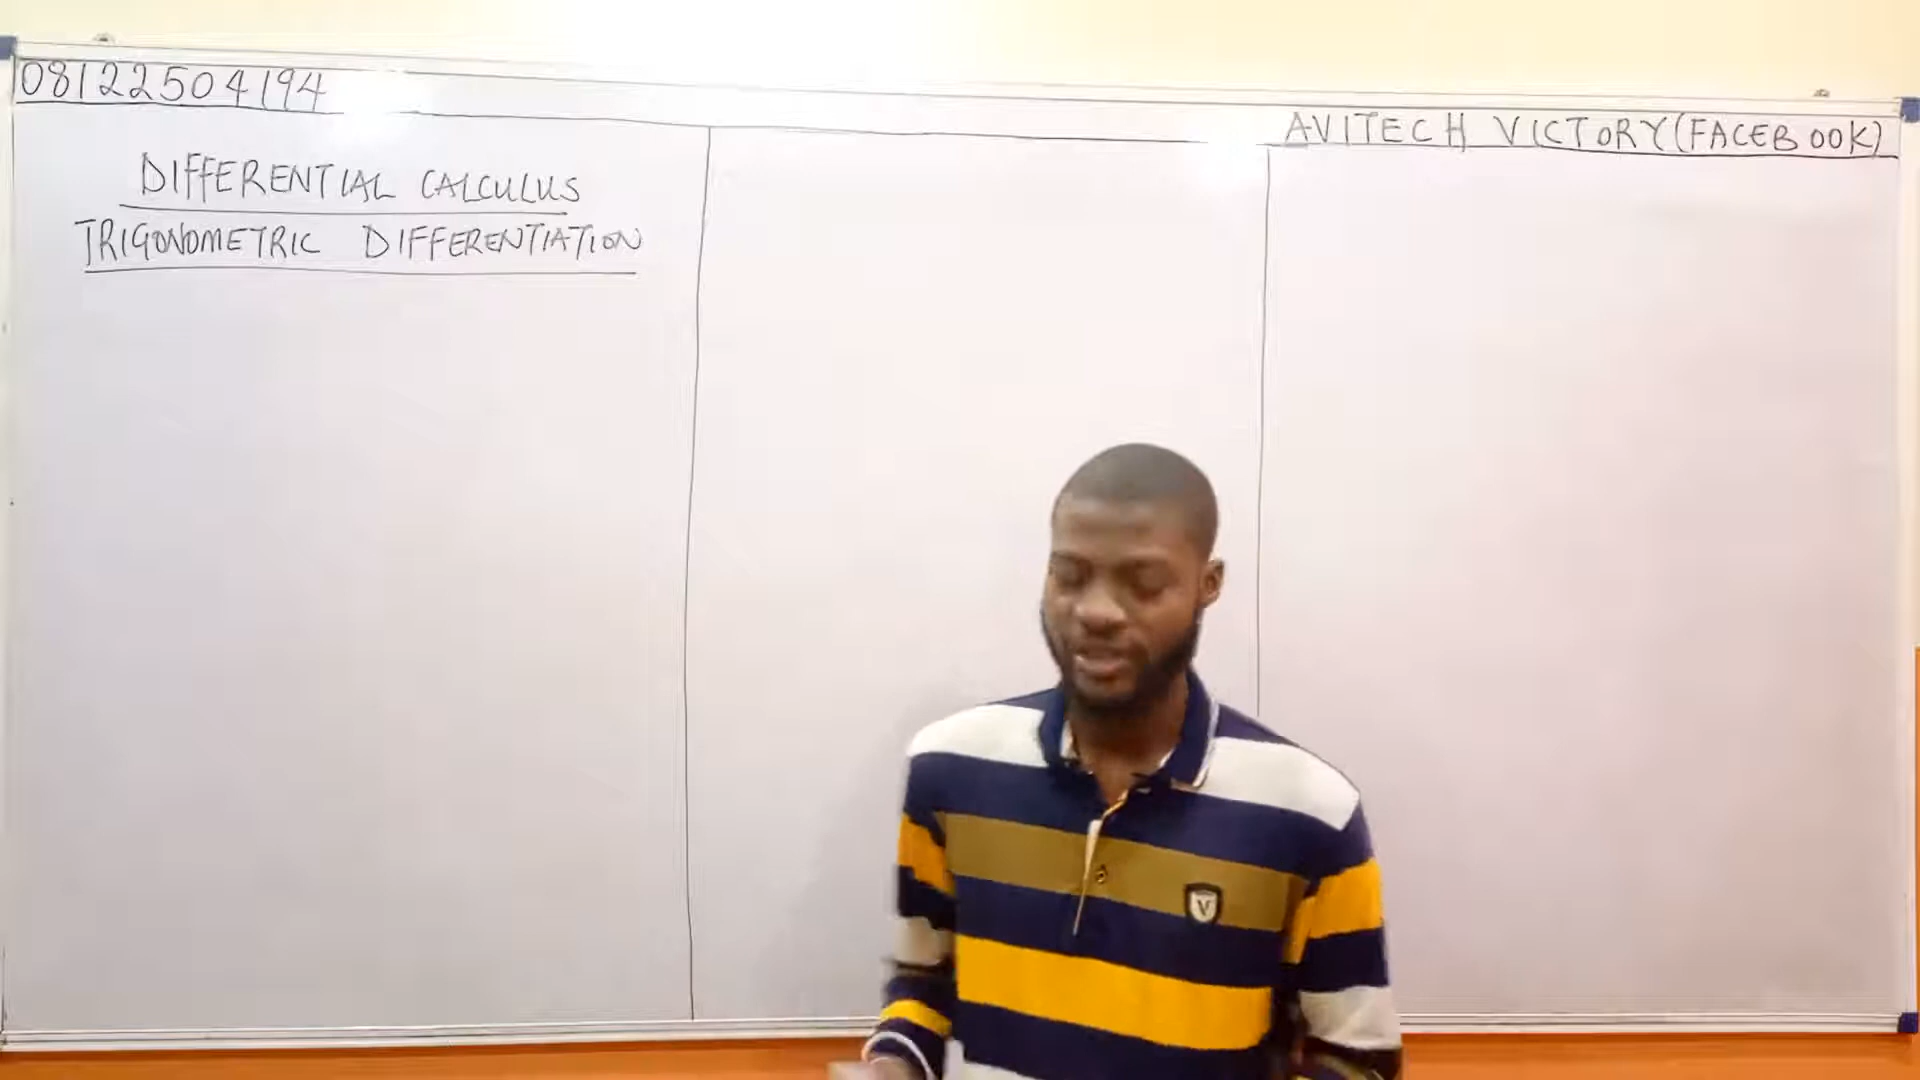 08122504194
AVITECH VICTORY(FACEBOOK)
DIFFERENTIAL CALCULUS
TRIGONOMETRIC DIFFERENTIATION
V